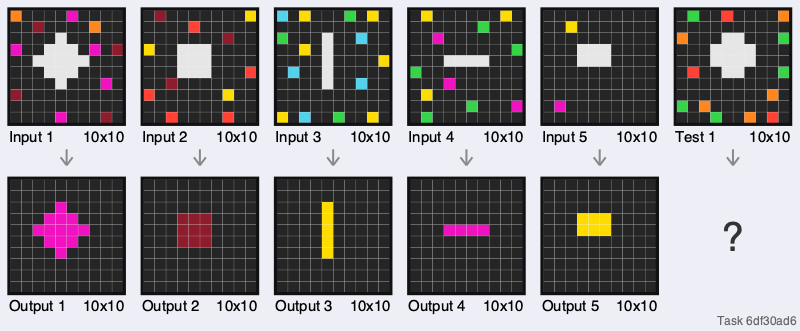 Input 1 10x10 Input 2 10x10 Input 3 10x10 Input 4 10x10 Input 5 10x10 Test 1 10x10
?
Output 1 10x10 Output 2 10x10 Output 3 10x10 Output 4 10x10 Output 5 10x10
Task 6df30ad6